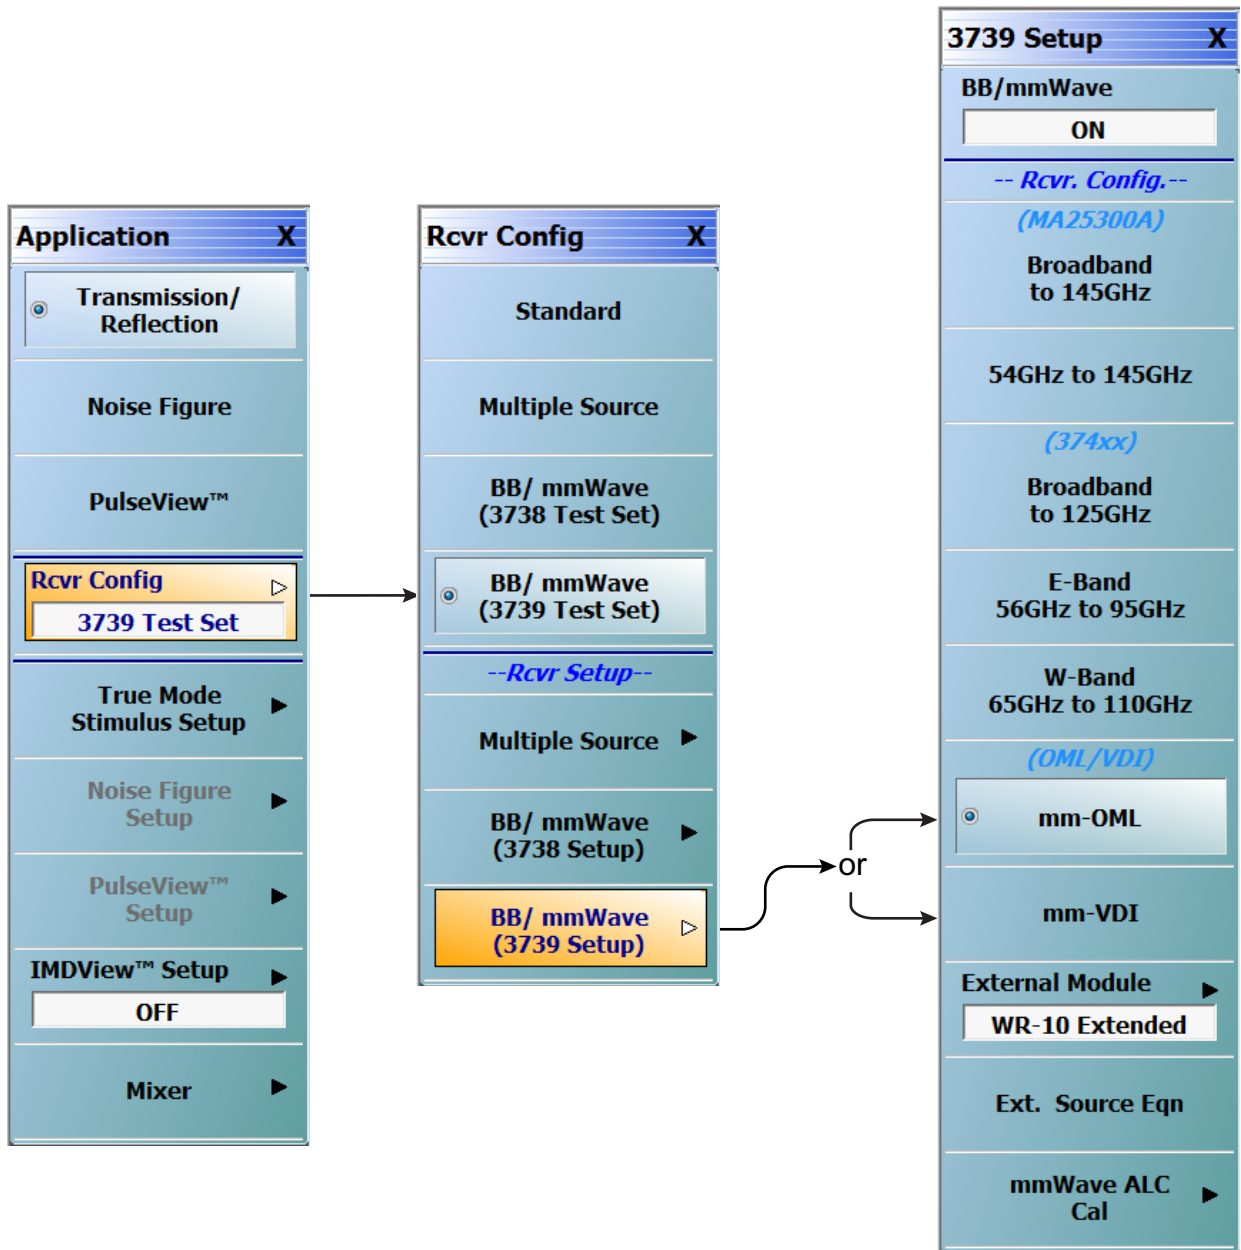 Application X
Transmission/
Reflection
Noise Figure
PulseView™
Rcvr Config
3739 Test Set
True Mode
Stimulus Setup
Noise Figure
Setup
PulseView™
Setup
IMDView™ Setup
OFF
Mixer
Rcvr Config X
Standard
Multiple Source
BB/ mmWave
(3738 Test Set)
BB/ mmWave
(3739 Test Set)
--Rcvr Setup--
Multiple Source
BB/ mmWave
(3738 Setup)
BB/ mmWave
(3739 Setup)
or
3739 Setup X
BB/mmWave
ON
-- Rcvr. Config.--
(MA25300A)
Broadband
to 145GHz
54GHz to 145GHz
(374xx)
Broadband
to 125GHz
E-Band
56GHz to 95GHz
W-Band
65GHz to 110GHz
(OML/VDI)
mm-OML
mm-VDI
External Module
WR-10 Extended
Ext. Source Eqn
mmWave ALC
Cal